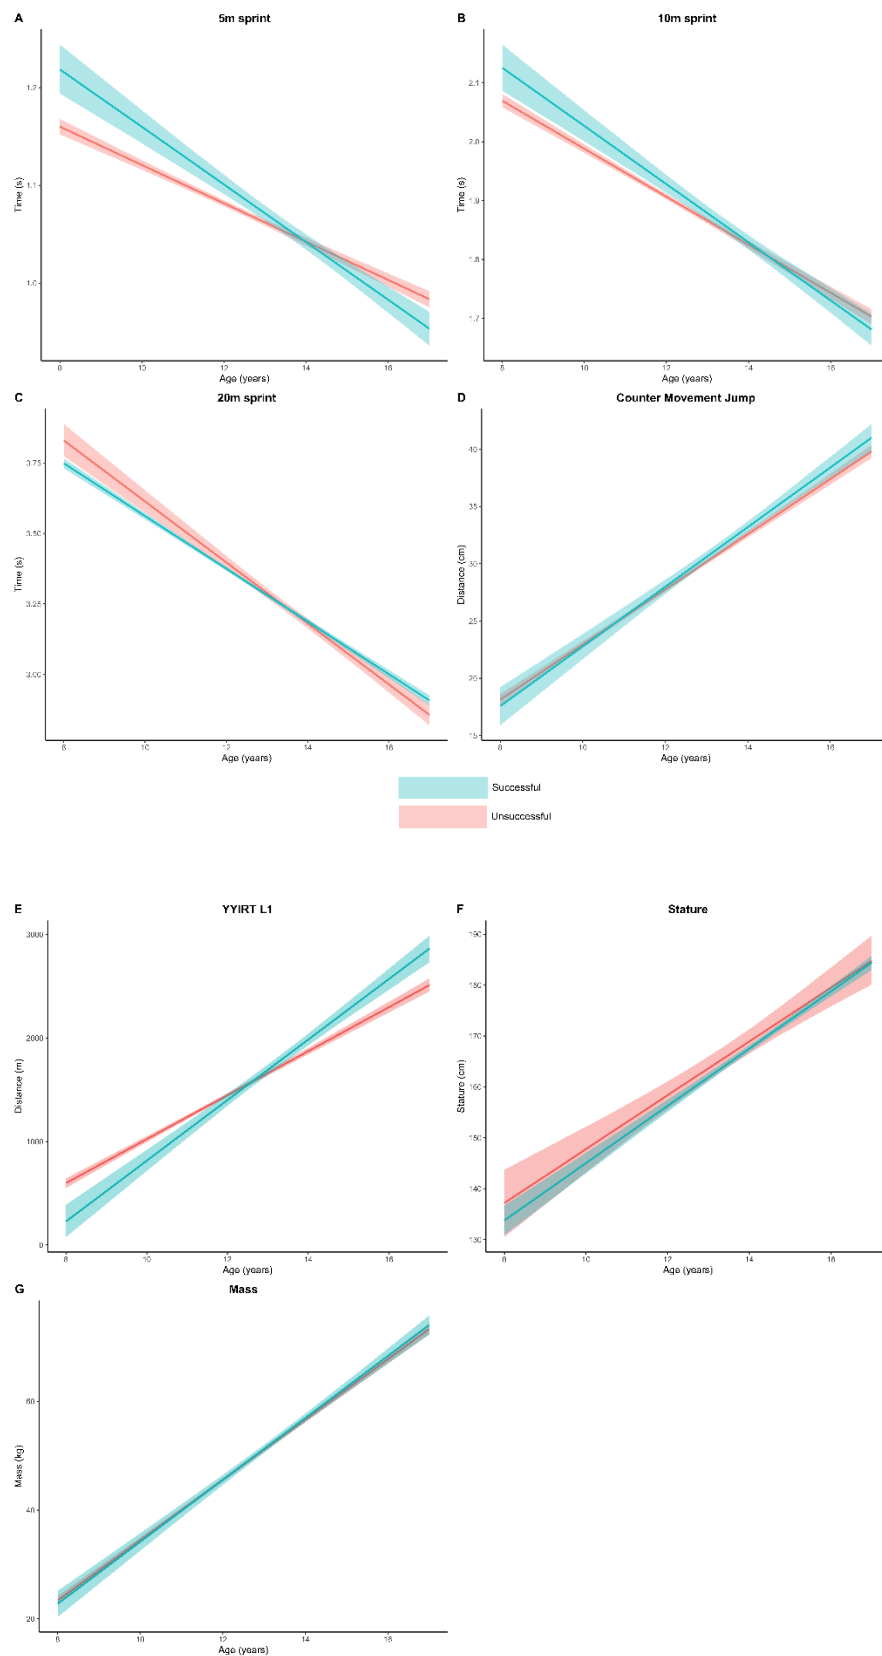 A
5m sprint
1.2
1.1
1.0
Time (s)
8
10
12
14
16
Age (years)
B
10m sprint
2.1
2.0
1.9
1.8
1.7
Time (s)
8
10
12
14
16
Age (years)
C
20m sprint
3.75
3.50
3.25
3.00
Time (s)
8
10
12
14
16
Age (years)
D
Counter Movement Jump
40
35
30
25
20
15
Distance (cm)
8
10
12
14
16
Age (years)
Successful
Unsuccessful
E
YYIRT L1
3000
2000
1000
0
Distance (m)
8
10
12
14
16
Age (years)
F
Stature
190
180
170
160
150
140
130
Stature (cm)
8
10
12
14
16
Age (years)
G
Mass
60
40
20
Mass (kg)
8
10
12
14
16
Age (years)